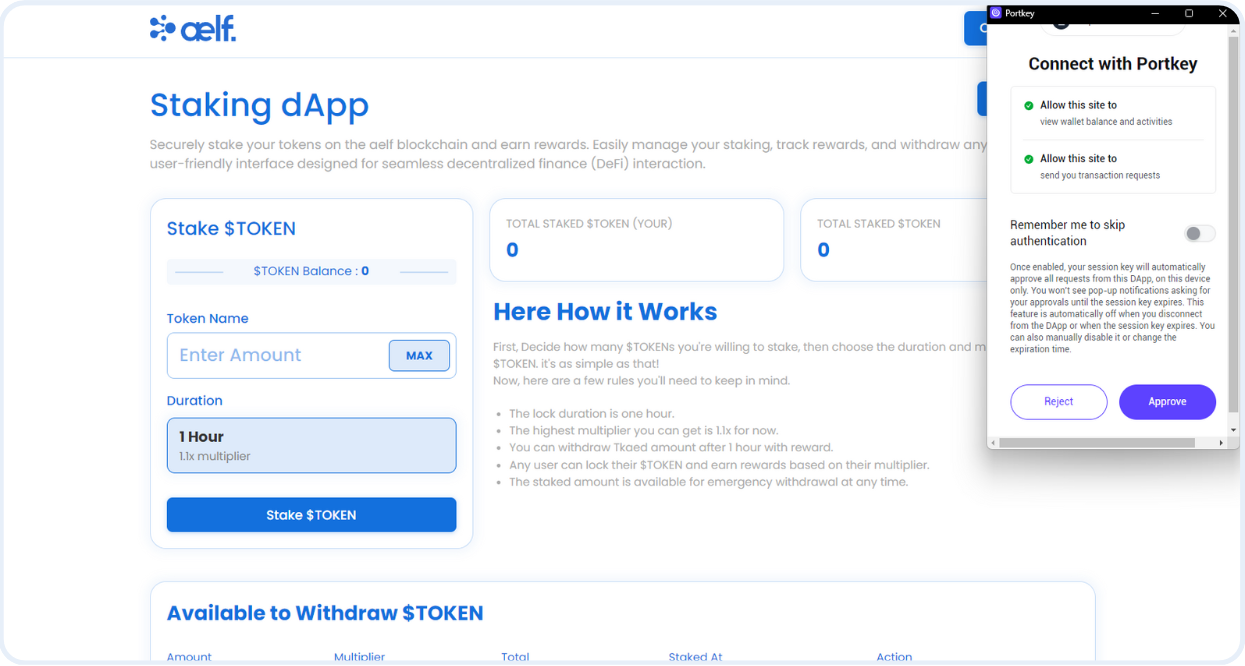 aelf.
Staking dApp
Securely stake your tokens on the aelf blockchain and earn rewards. Easily manage your staking, track rewards, and withdraw any
user-friendly interface designed for seamless decentralized finance (DeFi) interaction.
Stake $TOKEN
$TOKEN Balance : 0
Token Name
Enter Amount
MAX
Duration
1 Hour
1.1x multiplier
Stake $TOKEN
TOTAL STAKED $TOKEN (YOUR)
0
TOTAL STAKED $TOKEN
0
Here How it Works
First, Decide how many $TOKENs you're willing to stake, then choose the duration and m
$TOKEN. it's as simple as that!
Now, here are a few rules you'll need to keep in mind.
The lock duration is one hour.
The highest multiplier you can get is 1.1x for now.
You can withdraw Tkaed amount after 1 hour with reward.
Any user can lock their $TOKEN and earn rewards based on their multiplier.
The staked amount is available for emergency withdrawal at any time.
Available to Withdraw $TOKEN
Amount
Multiplier
Total
Staked At
Action
Portkey
Connect with Portkey
Allow this site to
view wallet balance and activities
Allow this site to
send you transaction requests
Remember me to skip
authentication
Once enabled, your session key will automatically
approve all requests from this DApp, on this device
only. You won't see pop-up notifications asking for
your approvals until the session key expires. This
feature is automatically off when you disconnect
from the DApp or when the session key expires. You
can also manually disable it or change the
expiration time.
Reject
Approve